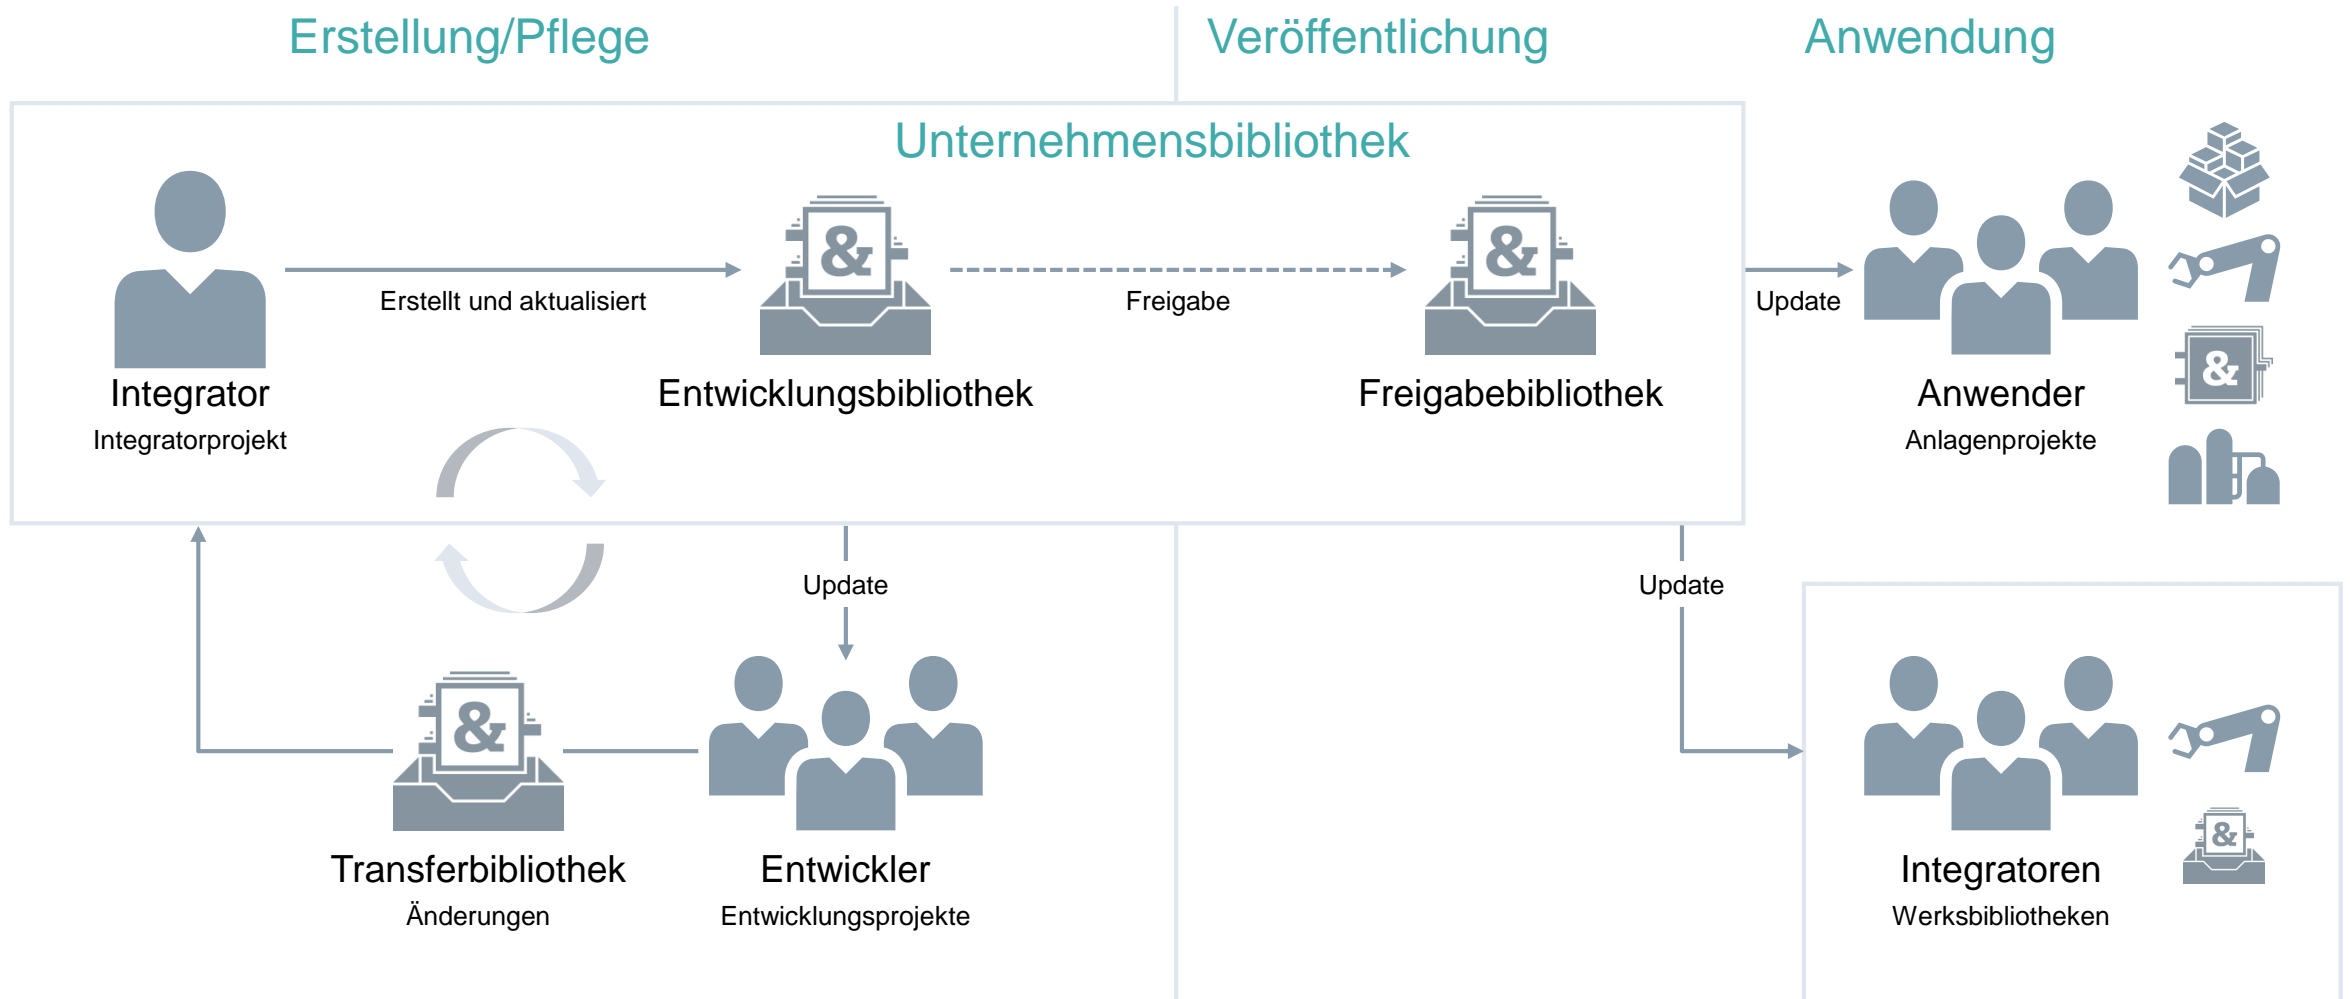 Erstellung/Pflege
Veröffentlichung
Anwendung
Unternehmensbibliothek
&
&
Erstellt und aktualisiert
Freigabe
Update
&
Integrator
Integratorprojekt
Entwicklungsbibliothek
Freigabebibliothek
Anwender
Anlagenprojekte
Update
Update
&
&
Transferbibliothek
Änderungen
Entwickler
Entwicklungsprojekte
Integratoren
Werksbibliotheken